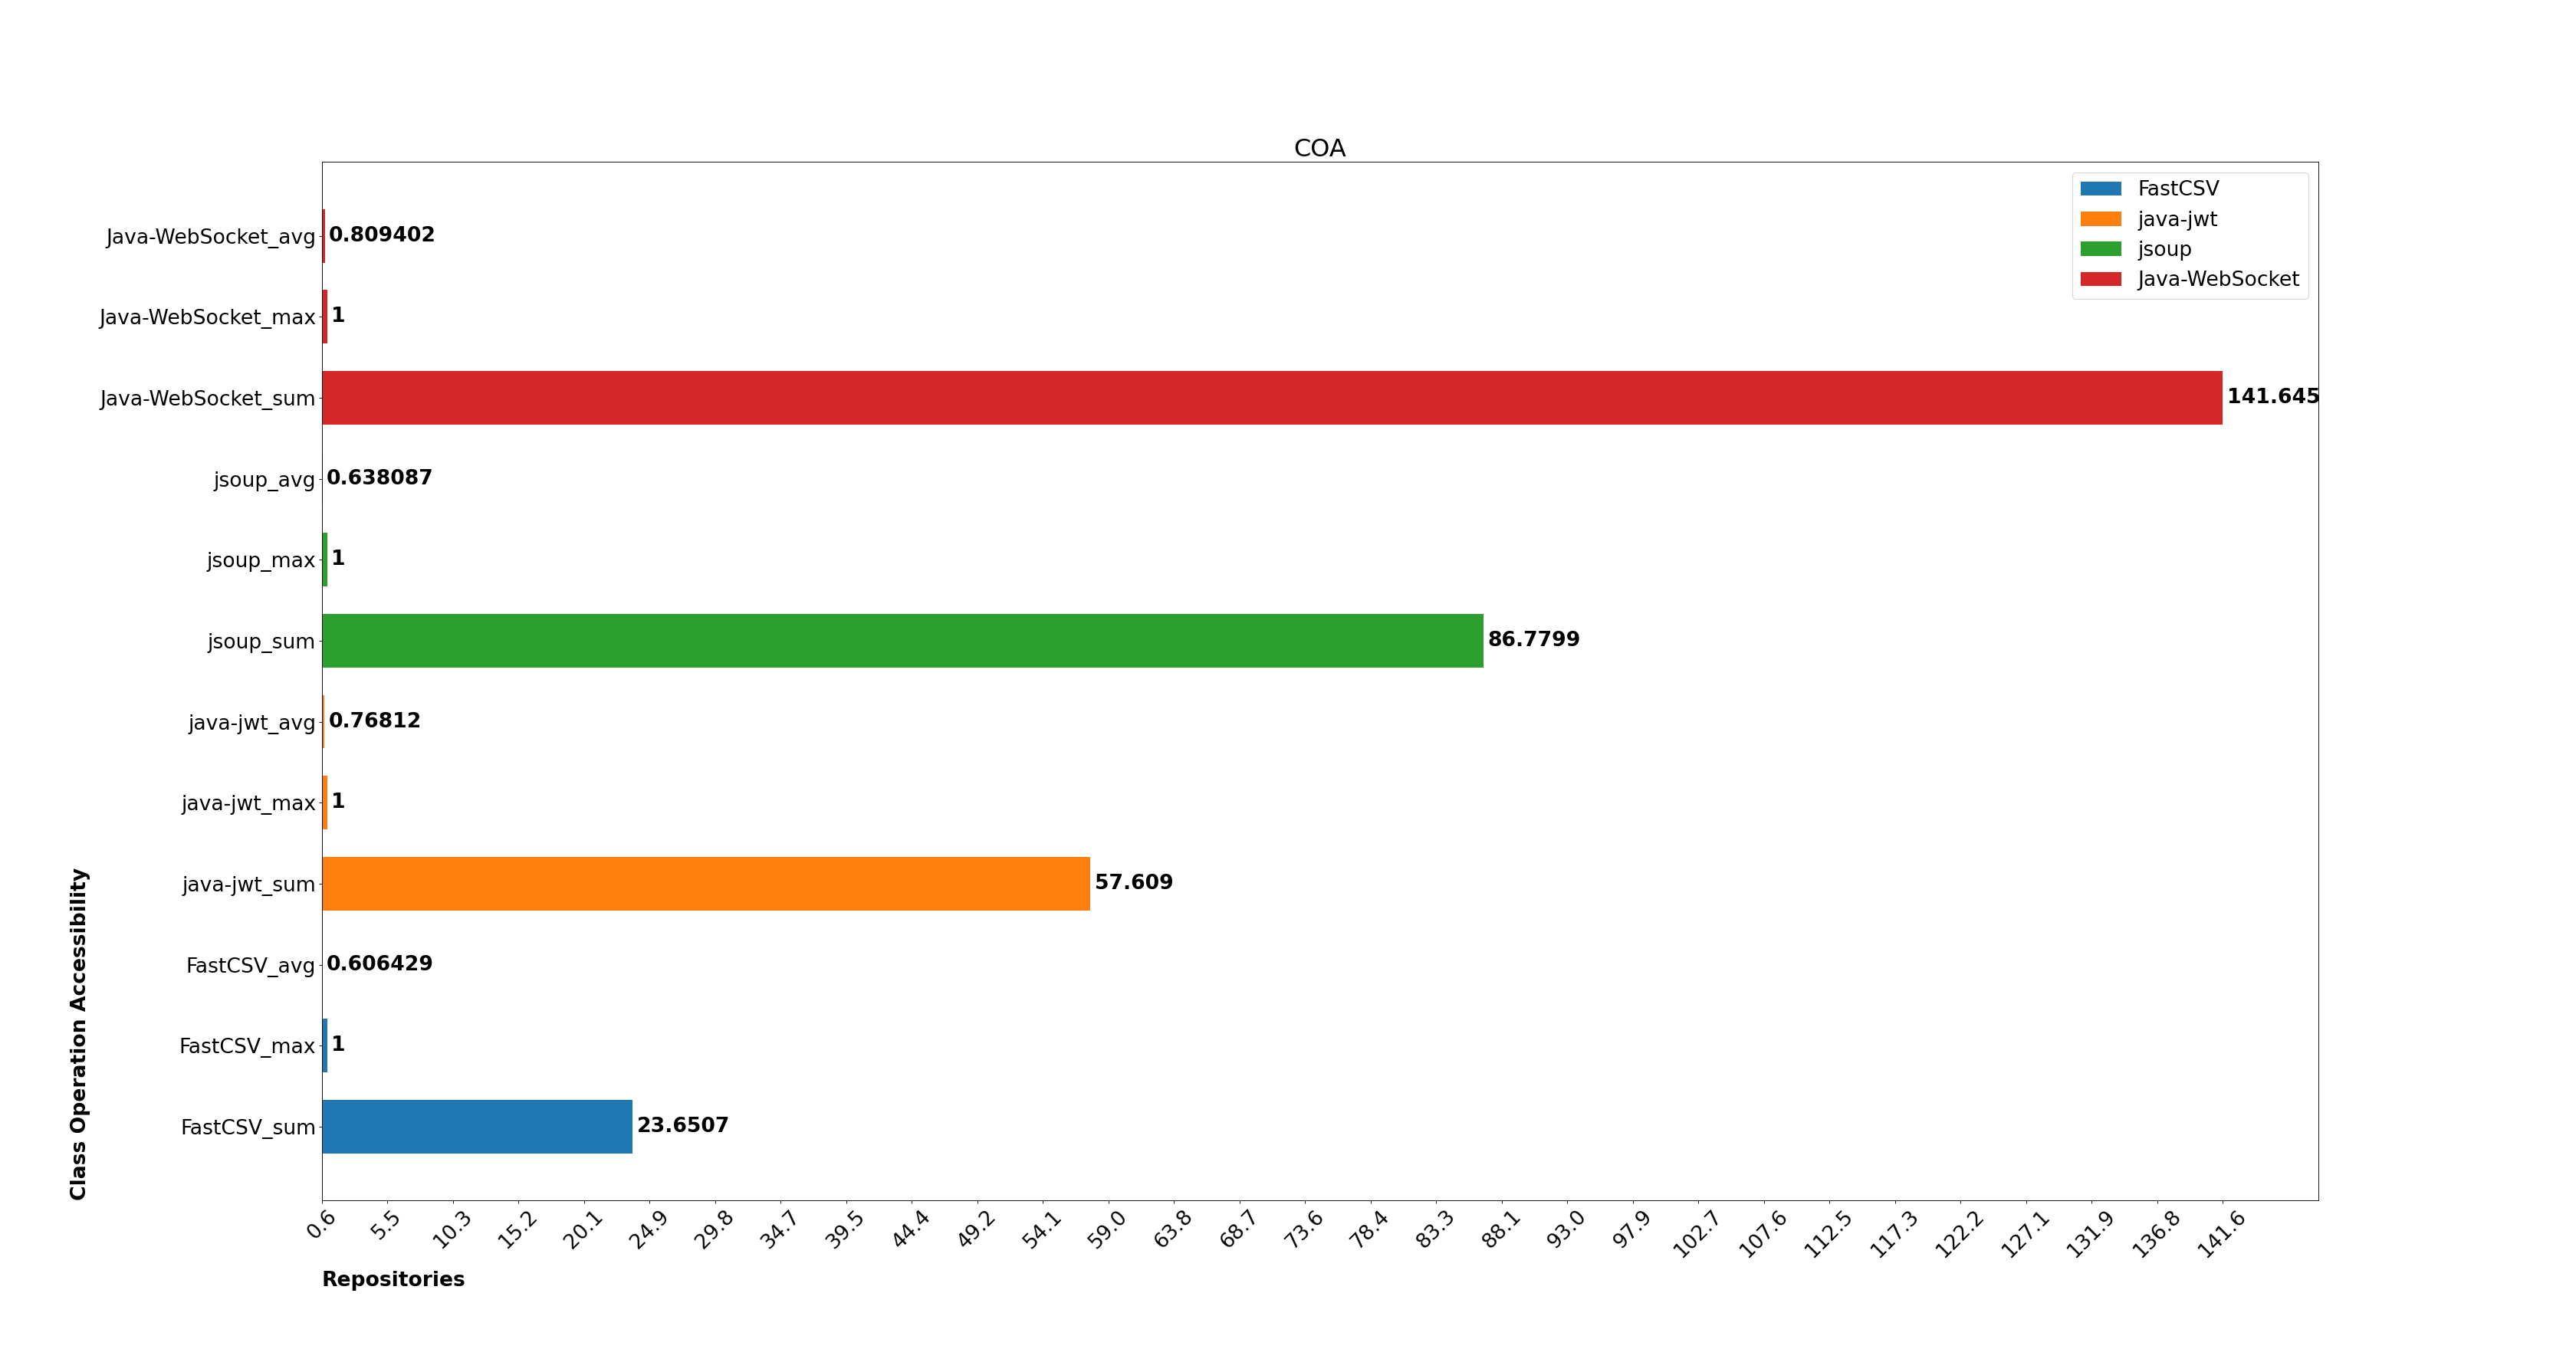 COA
FastCSV
java-jwt
jsoup
Java-WebSocket
Java-WebSocket_avg 0.809402
Java-WebSocket_max 1
Java-WebSocket_sum 141.645
jsoup_avg 0.638087
jsoup_max 1
jsoup_sum 86.7799
java-jwt_avg 0.76812
java-jwt_max 1
java-jwt_sum 57.609
FastCSV_avg 0.606429
FastCSV_max 1
FastCSV_sum 23.6507
Class Operation Accessibility
0.6 5.5 10.3 15.2 20.1 24.9 29.8 34.7 39.5 44.4 49.2 54.1 59.0 63.8 68.7 73.6 78.4 83.3 88.1 93.0 97.9 102.7 107.6 112.5 117.3 122.2 127.1 131.9 136.8 141.6
Repositories